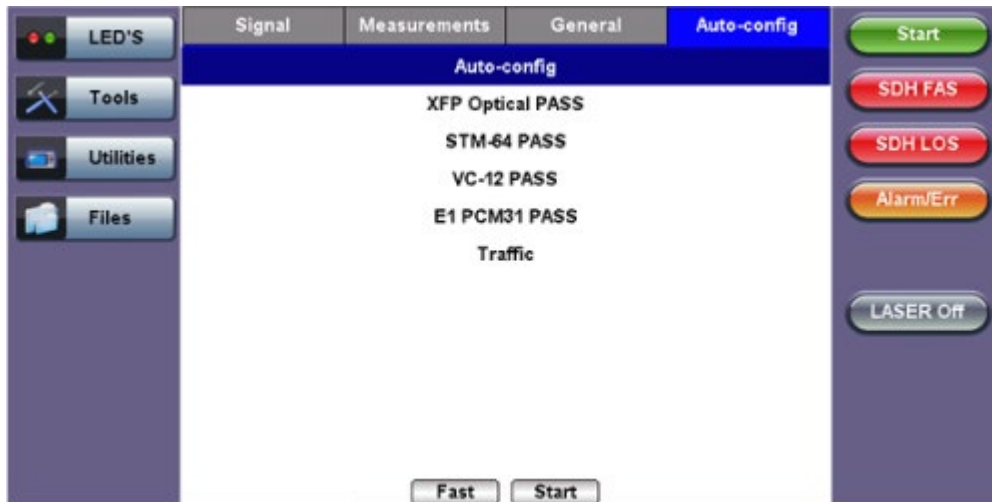 LED'S
Tools
Utilities
Files
Signal Measurements General Auto-config
Auto-config
XFP Optical PASS
STM-64 PASS
VC-12 PASS
E1 PCM31 PASS
Traffic
Fast Start
Start
SDH FAS
SDH LOS
Alarm/Err
LASER Off